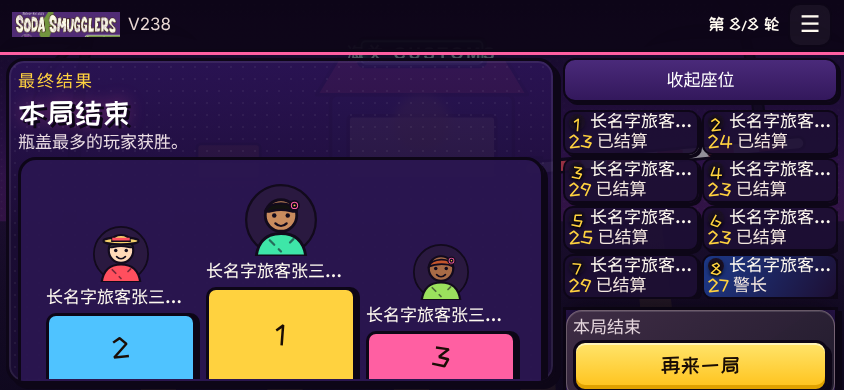 SODA SMUGGLERS V238
第 8/8 轮
最终结果
本局结束
瓶盖最多的玩家获胜。
长名字旅客张三...
长名字旅客张三...
长名字旅客张三...
2
1
3
收起座位
1 长名字旅客...
23 已结算
2 长名字旅客...
24 已结算
3 长名字旅客...
29 已结算
4 长名字旅客...
23 已结算
5 长名字旅客...
25 已结算
6 长名字旅客...
23 已结算
7 长名字旅客...
29 已结算
8 长名字旅客...
27 警长
本局结束
再来一局